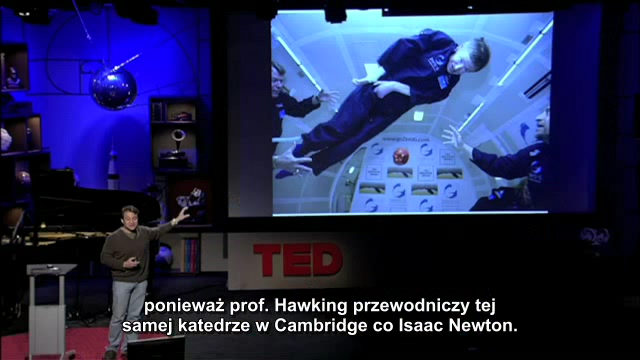 TED
ponieważ prof. Hawking przewodniczy tej
samej katedrze w Cambridge co Isaac Newton.